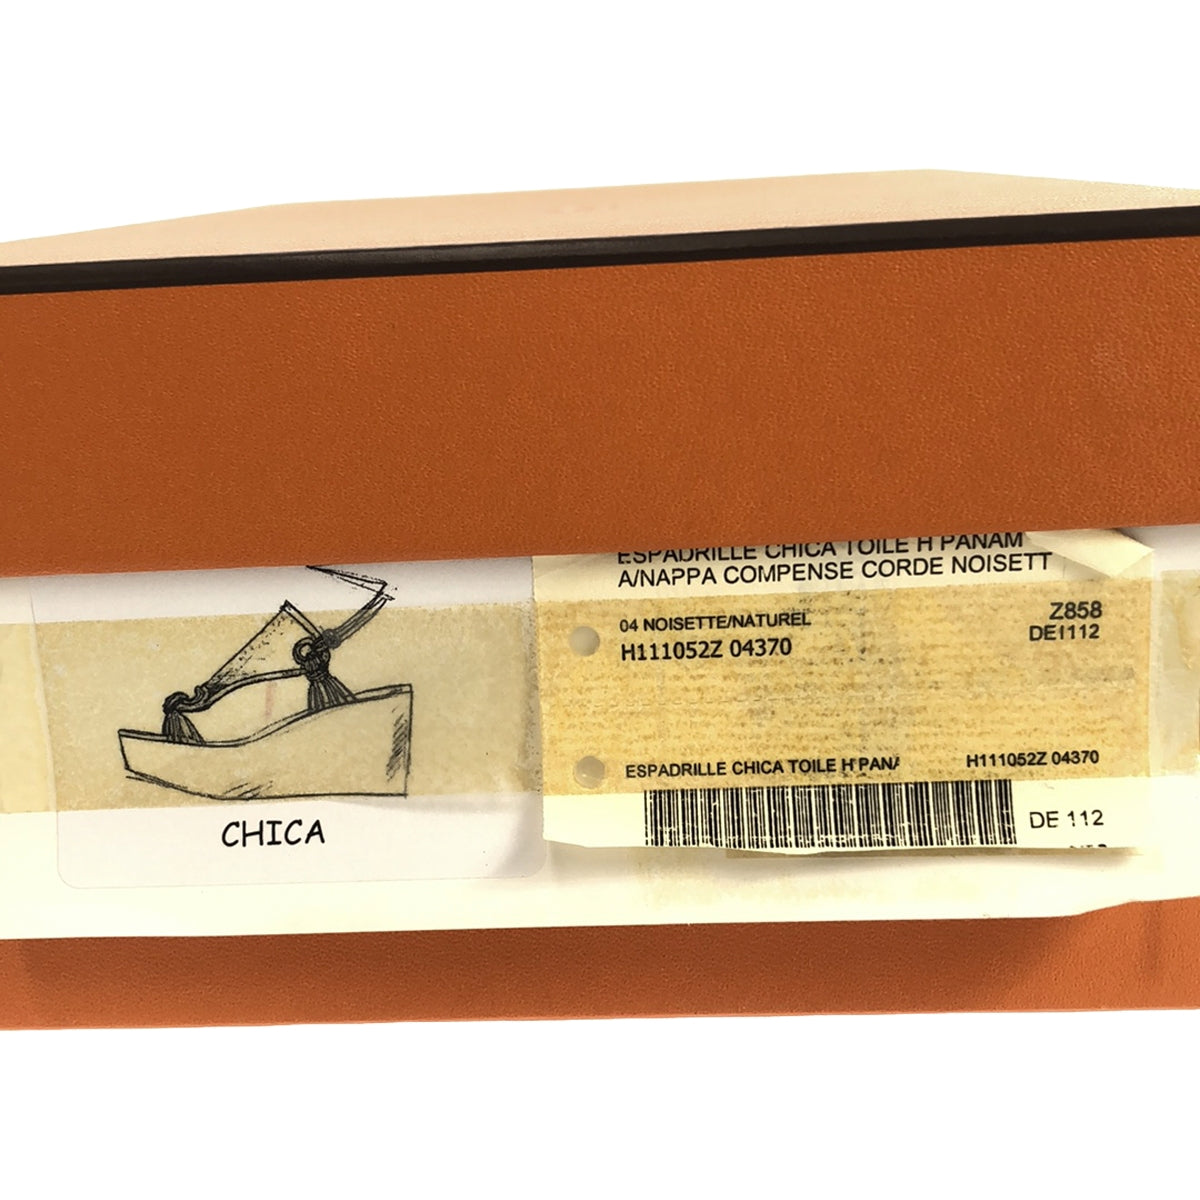 CHICA
ESPADRILLE CHICA TOILE H PANAM
A/NAPPA COMPENSE CORDE NOISETT
04 NOISETTE/NATUREL
Z858
H111052Z 04370
DE1112
ESPADRILLE CHICA TOILE H PANA
H111052Z 04370
DE 112